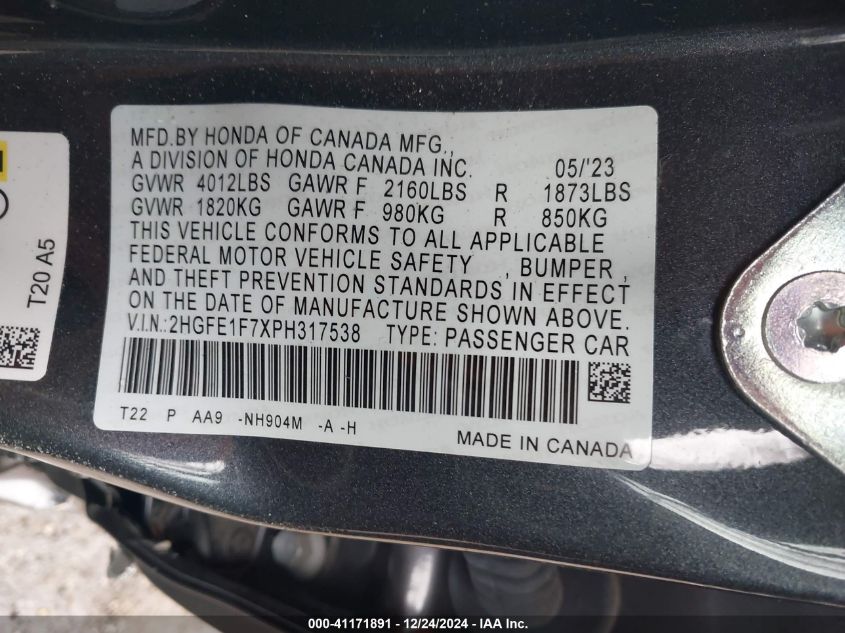 MFD.BY HONDA OF CANADA MFG.,
A DIVISION OF HONDA CANADA INC. 05/'23
GVWR 4012LBS GAWR F 2160LBS R 1873LBS
GVWR 1820KG GAWR F 980KG R 850KG
THIS VEHICLE CONFORMS TO ALL APPLICABLE
FEDERAL MOTOR VEHICLE SAFETY , BUMPER ,
AND THEFT PREVENTION STANDARDS IN EFFECT
ON THE DATE OF MANUFACTURE SHOWN ABOVE.
V.I.N.:2HGFE1F7XPH317538 TYPE: PASSENGER CAR
T22 P AA9 -NH904M -A -H
MADE IN CANADA
T20 A5
000-41171891 - 12/24/2024 - IAA Inc.